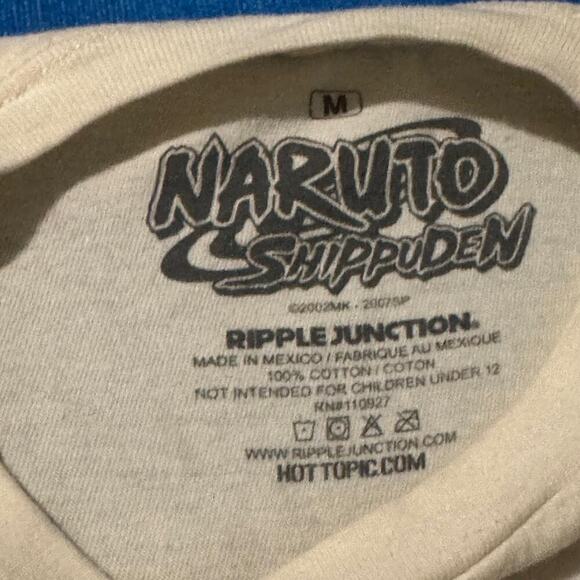 M
NARUTO
SHIPPUDEN
©2002MK - 2007SP
RIPPLE JUNCTION®
MADE IN MEXICO / FABRIQUE AU MEXIQUE
100% COTTON / COTON
NOT INTENDED FOR CHILDREN UNDER 12
RN#110927
WWW.RIPPLEJUNCTION.COM
HOTTOPIC.COM